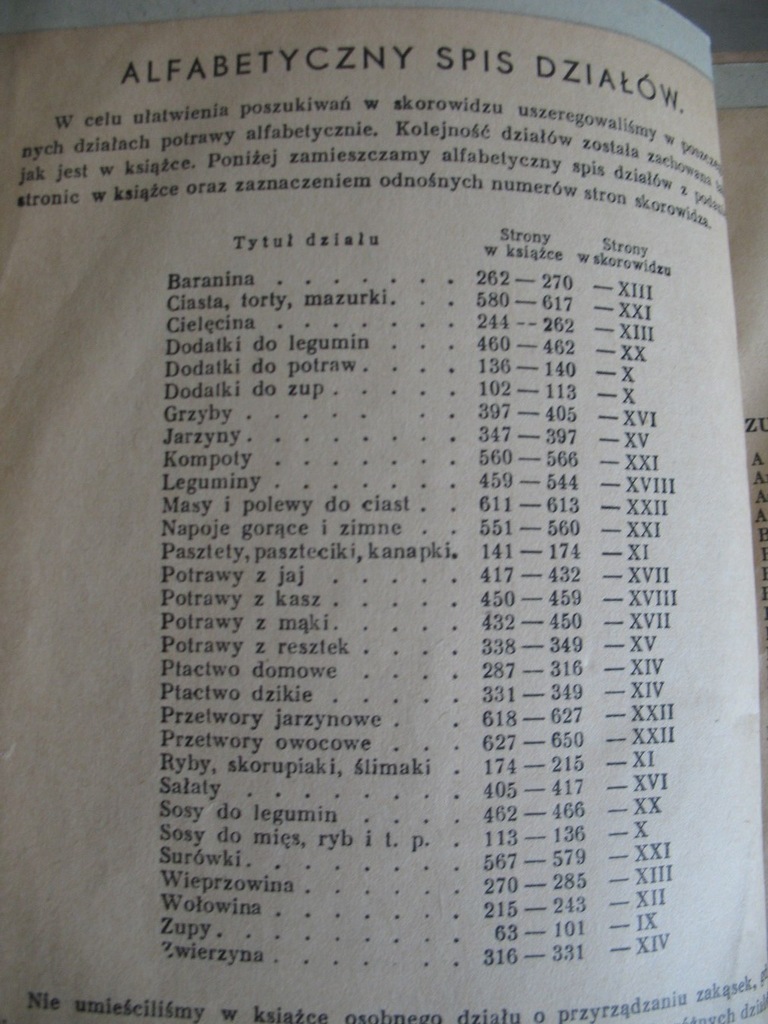 ALFABETYCZNY SPIS DZIAŁÓW.
W celu ułatwienia poszukiwań w skorowidzu uszeregowaliśmy w
nych działach potrawy alfabetycznie. Kolejność działów została zachowana
jak jest w książce. Poniżej zamieszczamy alfabetyczny spis działów z
stronic w książce oraz zaznaczeniem odnośnych numerów stron skorowidza.
Tytuł działu Strony w książce Strony w skorowidzu
Baranina . . . . . . . 262 — 270 — XIII
Ciasta, torty, mazurki. . . 580 — 617 — XXI
Cielęcina . . . . . . . 244 -- 262 — XIII
Dodatki do legumin . . . 460 — 462 — XX
Dodatki do potraw . . . . 136 — 140 — X
Dodatki do zup . . . . . 102 — 113 — X
Grzyby . . . . . . . 397 — 405 — XVI
Jarzyny. . . . . . . . 347 — 397 — XV
Kompoty . . . . . . . 560 — 566 — XXI
Leguminy . . . . . . . 459 — 544 — XVIII
Masy i polewy do ciast . . 611 — 613 — XXII
Napoje gorące i zimne . . 551 — 560 — XXI
Pasztety, paszteciki, kanapki. 141 — 174 — XI
Potrawy z jaj . . . . . 417 — 432 — XVII
Potrawy z kasz . . . . . 450 — 459 — XVIII
Potrawy z mąki. . . . . 432 — 450 — XVII
Potrawy z resztek . . . . 338 — 349 — XV
Ptactwo domowe . . . . 287 — 316 — XIV
Ptactwo dzikie . . . . . 331 — 349 — XIV
Przetwory jarzynowe . . 618 — 627 — XXII
Przetwory owocowe . . . 627 — 650 — XXII
Ryby, skorupiaki, ślimaki . 174 — 215 — XI
Sałaty . . . . . . . . 405 — 417 — XVI
Sosy do legumin . . . . 462 — 466 — XX
Sosy do mięs, ryb i t. p. . 113 — 136 — X
Surówki. . . . . . . . 567 — 579 — XXI
Wieprzowina . . . . . . 270 — 285 — XIII
Wołowina . . . . . . . 215 — 243 — XII
Zupy. . . . . . . . . 63 — 101 — IX
Zwierzyna . . . . . . . 316 — 331 — XIV
Nie umieściliśmy w książce osobnego działu o przyrządzaniu zakąsek,
ZU